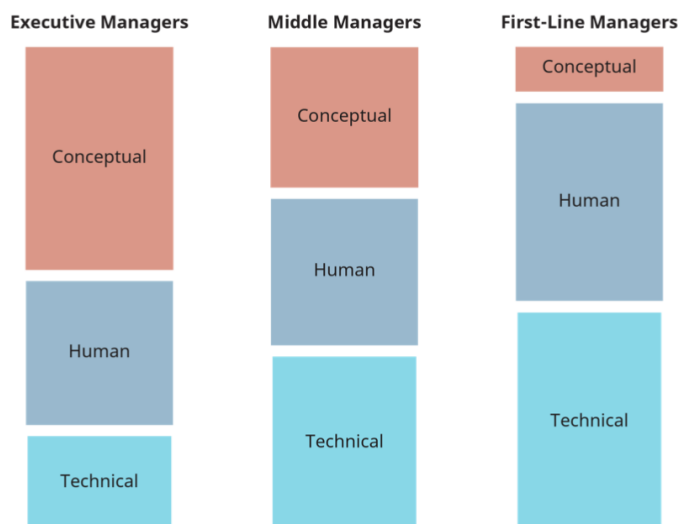 Executive Managers
Conceptual
Human
Technical
Middle Managers
Conceptual
Human
Technical
First-Line Managers
Conceptual
Human
Technical